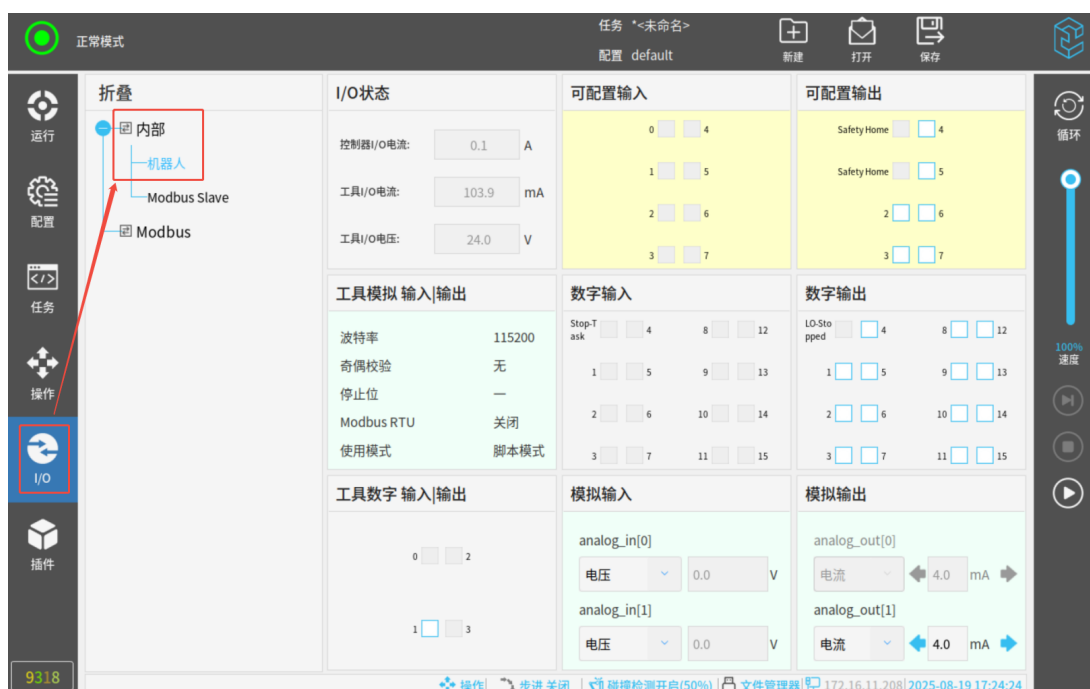 正常模式
任务 *<未命名>
配置 default
新建
打开
保存
运行
配置
任务
操作
I/O
插件
9318
折叠
内部
机器人
Modbus Slave
Modbus
I/O状态
控制器I/O电流: 0.1 A
工具I/O电流: 103.9 mA
工具I/O电压: 24.0 V
可配置输入
0 4
1 5
2 6
3 7
可配置输出
Safety Home 4
Safety Home 5
2 6
3 7
工具模拟 输入|输出
波特率 115200
奇偶校验 无
停止位 —
Modbus RTU 关闭
使用模式 脚本模式
数字输入
Stop-T
ask 4 8 12
1 5 9 13
2 6 10 14
3 7 11 15
数字输出
LO-Sto
pped 4 8 12
1 5 9 13
2 6 10 14
3 7 11 15
工具数字 输入|输出
0 2
1 3
模拟输入
analog_in[0]
电压 0.0 V
analog_in[1]
电压 0.0 V
模拟输出
analog_out[0]
电流 4.0 mA
analog_out[1]
电流 4.0 mA
循环
100%
速度
操作| 步进 关闭 | 碰撞检测开启(50%) | 文件管理器| 172.16.11.208| 2025-08-19 17:24:24